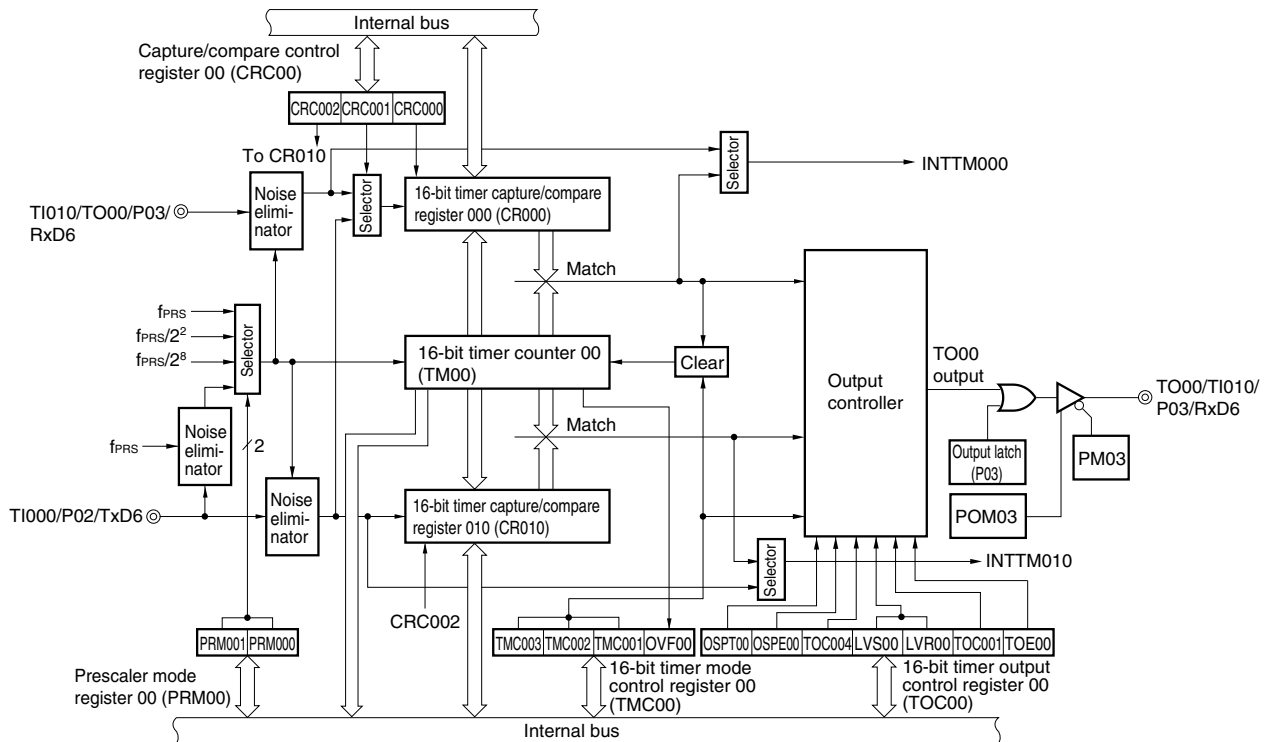 Internal bus
Capture/compare control
register 00 (CRC00)
CRC002 CRC001 CRC000
To CR010
Selector
INTTM000
Noise
elimi-
nator
Selector
16-bit timer capture/compare
register 000 (CR000)
TI010/TO00/P03/
RxD6
Match
fPRS
fPRS/2²
fPRS/2⁸
Selector
16-bit timer counter 00
(TM00)
Clear
Output
controller
TO00
output
TO00/TI010/
P03/RxD6
fPRS
Noise
elimi-
nator
2
Match
Output latch
(P03)
PM03
TI000/P02/TxD6
Noise
elimi-
nator
16-bit timer capture/compare
register 010 (CR010)
POM03
Selector
INTTM010
CRC002
PRM001 PRM000
TMC003 TMC002 TMC001 OVF00
OSPT00 OSPE00 TOC004 LVS00 LVR00 TOC001 TOE00
Prescaler mode
register 00 (PRM00)
16-bit timer mode
control register 00
(TMC00)
16-bit timer output
control register 00
(TOC00)
Internal bus